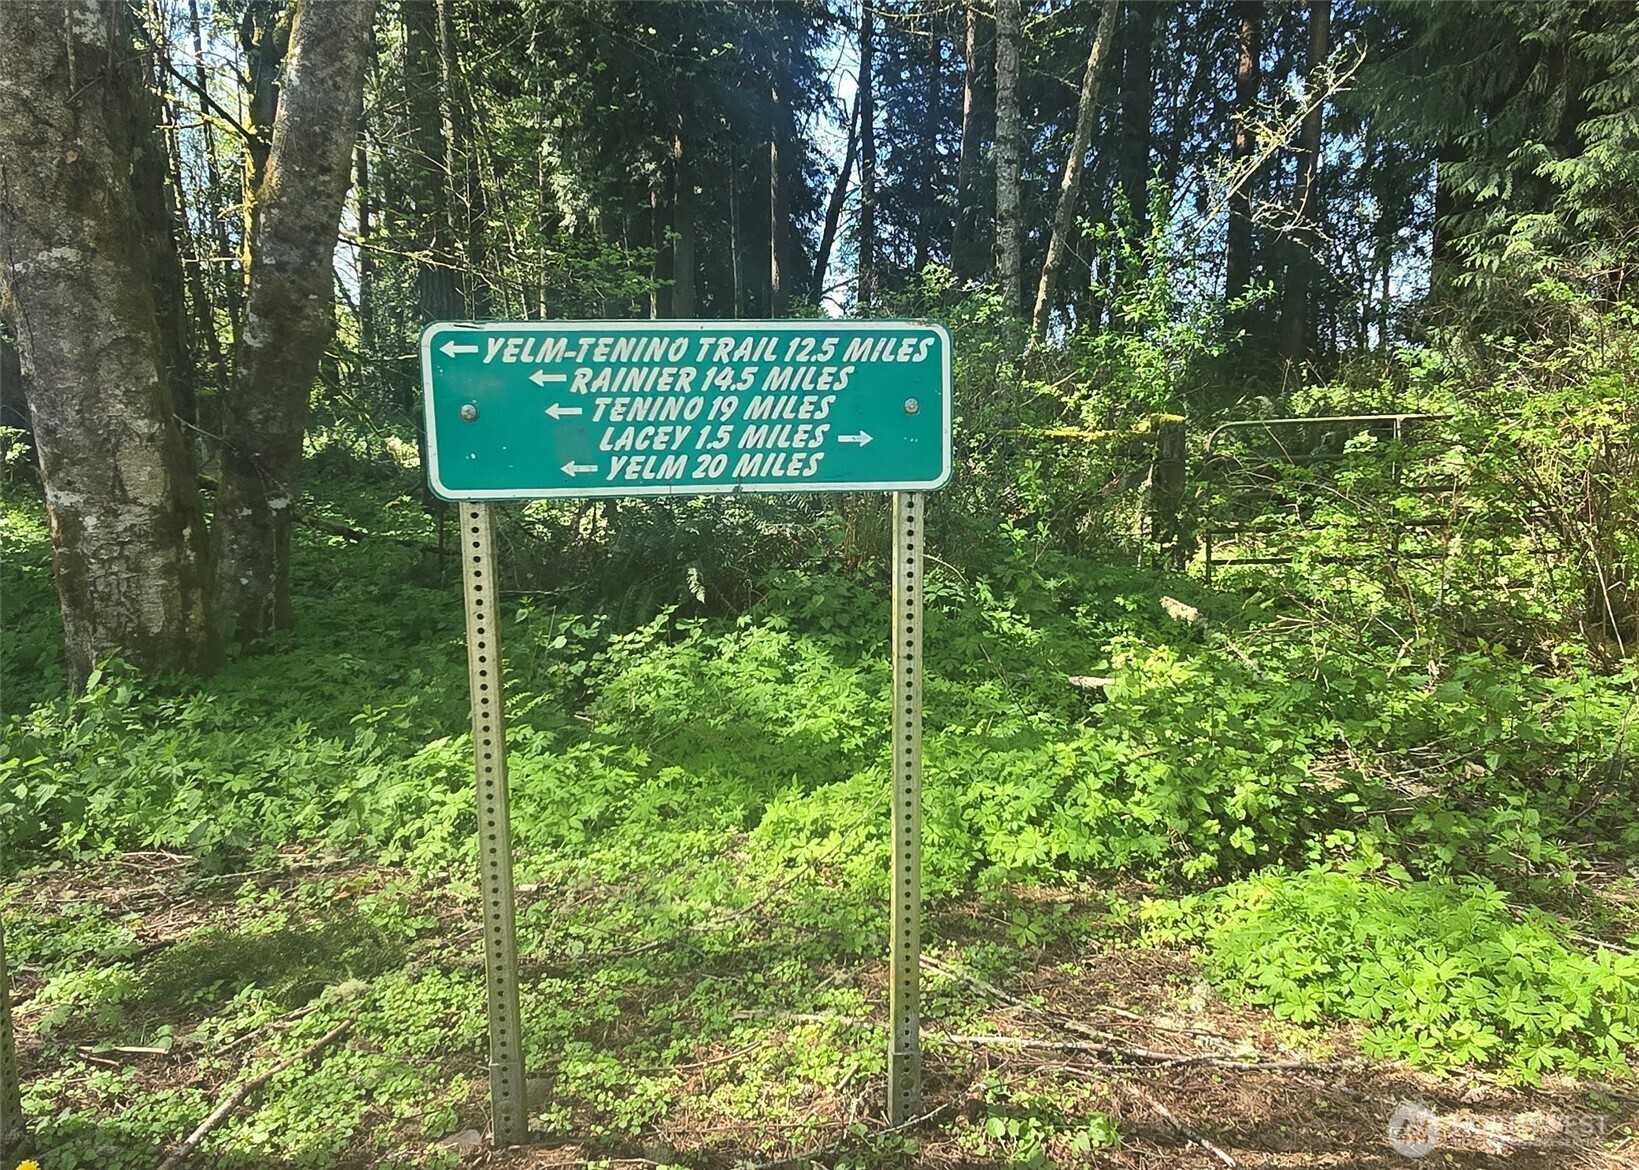 ←YELM-TENINO TRAIL 12.5 MILES
←RAINIER 14.5 MILES
← TENINO 19 MILES
LACEY 1.5 MILES →
← YELM 20 MILES